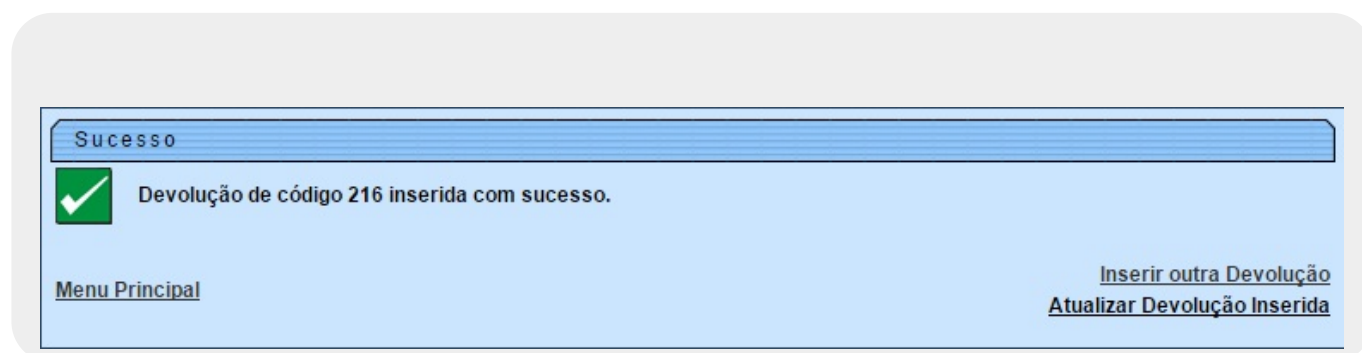 Sucesso
Devolução de código 216 inserida com sucesso.
Menu Principal
Inserir outra Devolução
Atualizar Devolução Inserida